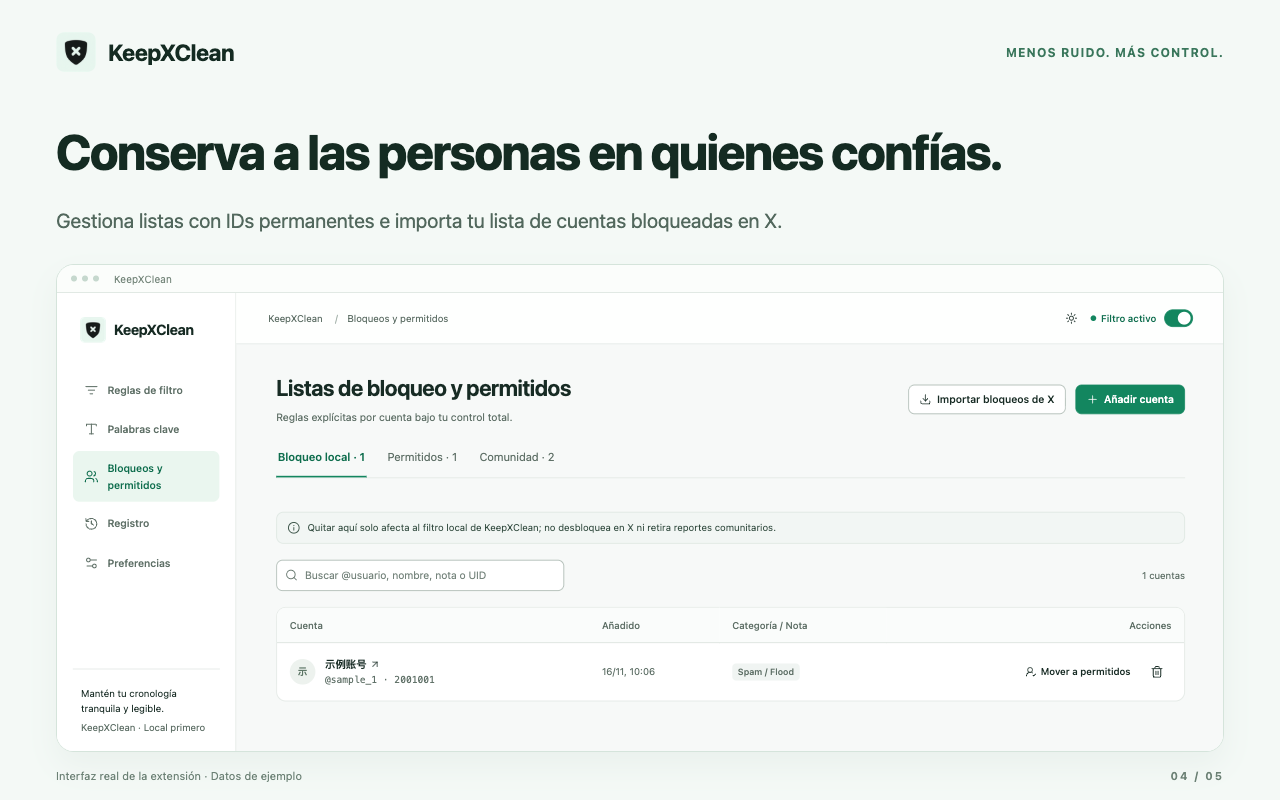 KeepXClean
MENOS RUIDO. MÁS CONTROL.
Conserva a las personas en quienes confías.
Gestiona listas con IDs permanentes e importa tu lista de cuentas bloqueadas en X.
KeepXClean
KeepXClean
KeepXClean / Bloqueos y permitidos
Filtro activo
Reglas de filtro
Palabras clave
Bloqueos y
permitidos
Registro
Preferencias
Mantén tu cronología
tranquila y legible.
KeepXClean · Local primero
Listas de bloqueo y permitidos
Reglas explícitas por cuenta bajo tu control total.
Importar bloqueos de X
Añadir cuenta
Bloqueo local · 1 Permitidos · 1 Comunidad · 2
Quitar aquí solo afecta al filtro local de KeepXClean; no desbloquea en X ni retira reportes comunitarios.
Buscar @usuario, nombre, nota o UID
1 cuentas
Cuenta Añadido Categoría / Nota Acciones
示 示例账号
@sample_1 · 2001001
16/11, 10:06
Spam / Flood
Mover a permitidos
Interfaz real de la extensión · Datos de ejemplo
04 / 05